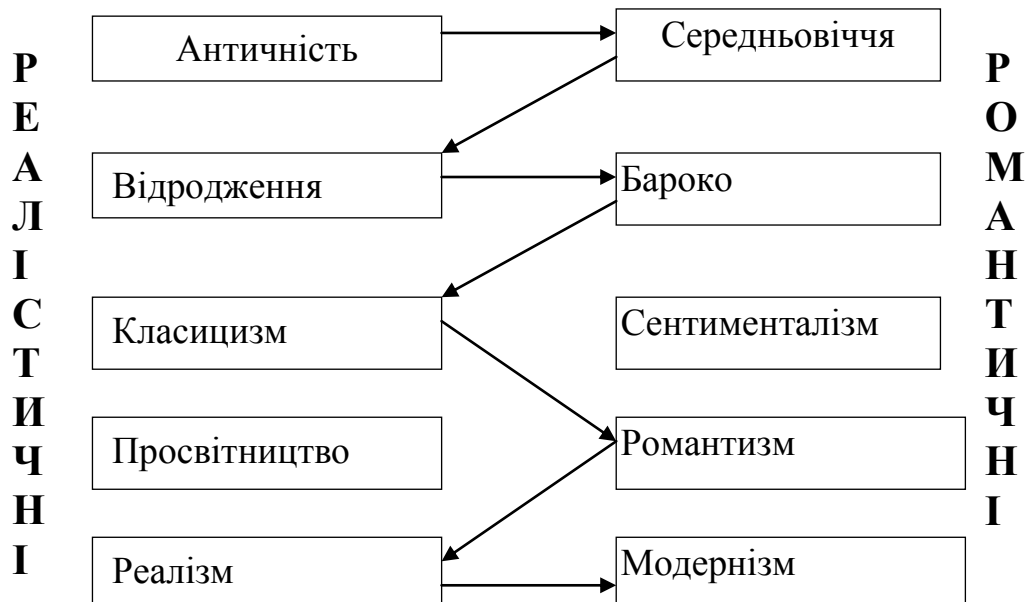 РЕАЛІСТИЧНІ
Античність
Середньовіччя
Відродження
Бароко
Класицизм
Сентименталізм
Просвітництво
Романтизм
Реалізм
Модернізм
РОМАНТИЧНІ